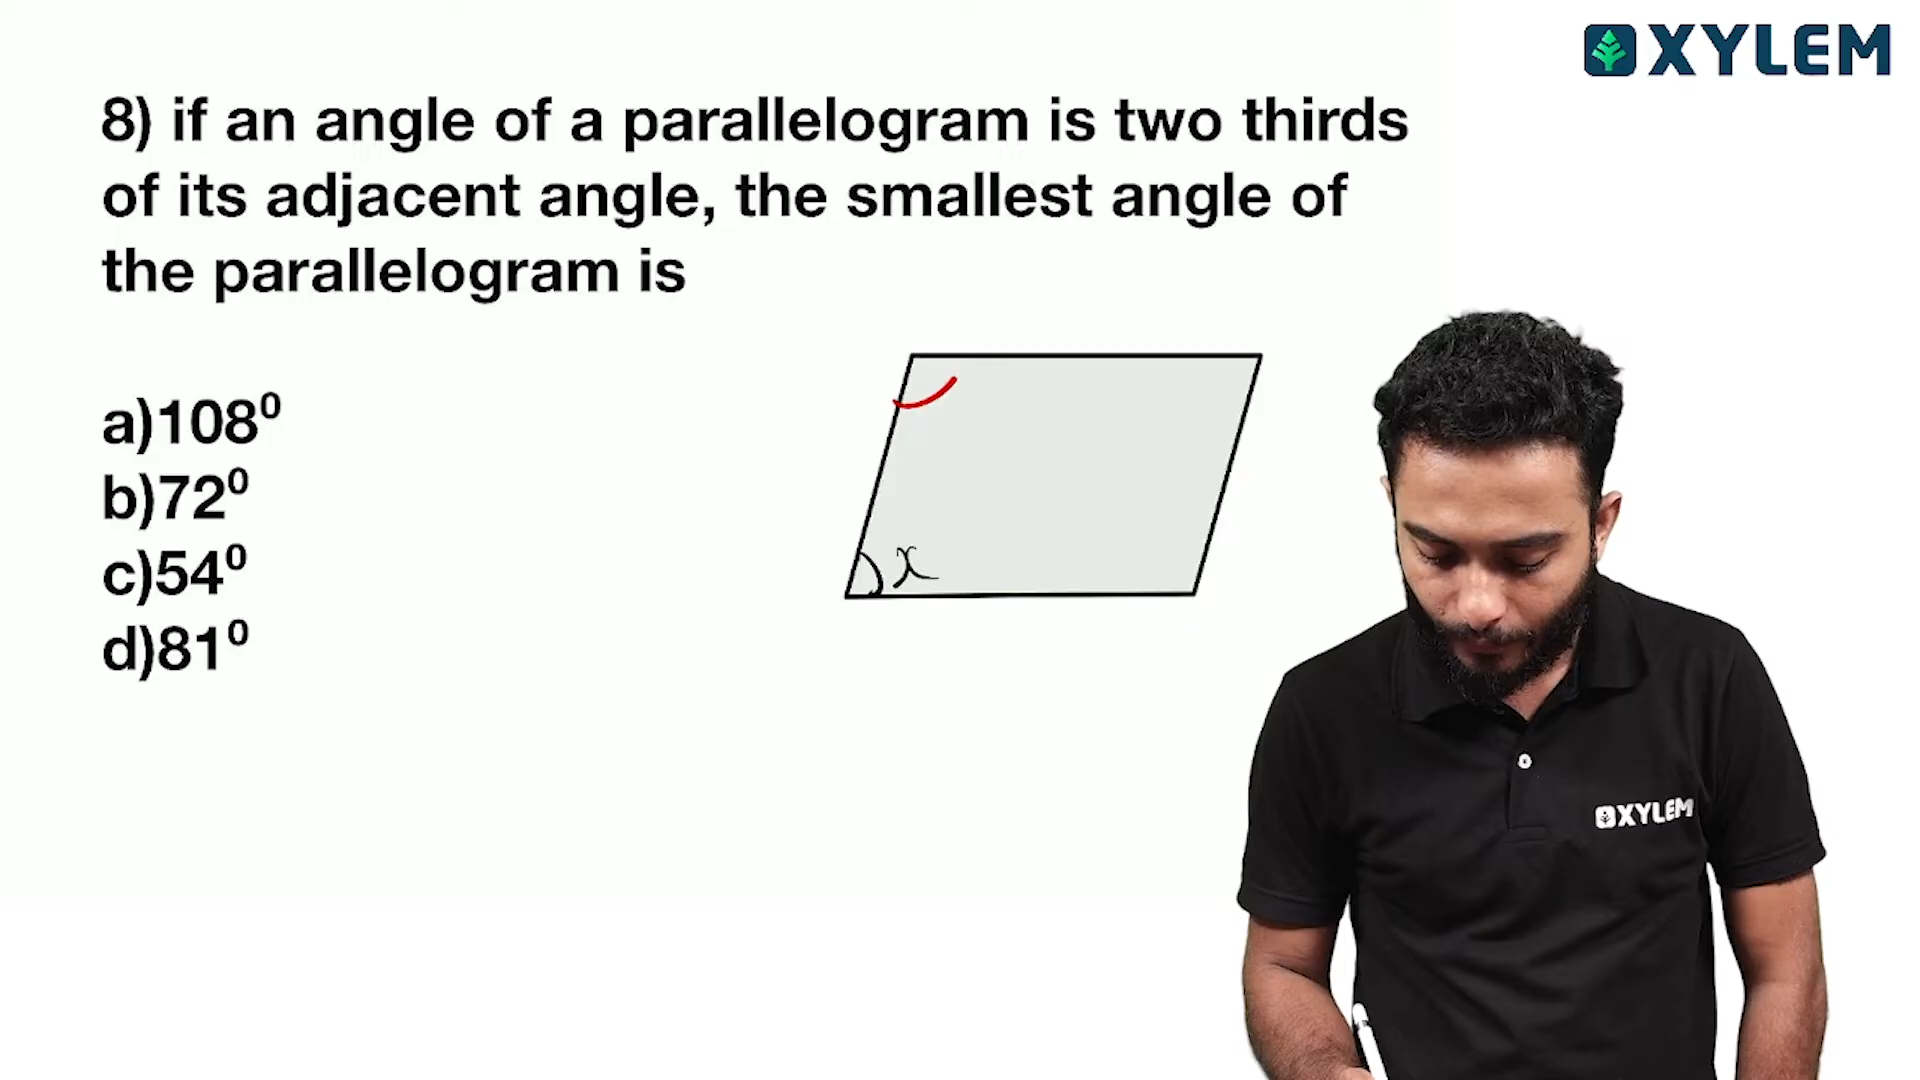 XYLEM
8) if an angle of a parallelogram is two thirds
of its adjacent angle, the smallest angle of
the parallelogram is
a)108⁰
b)72⁰
c)54⁰
d)81⁰
x
XYLEM